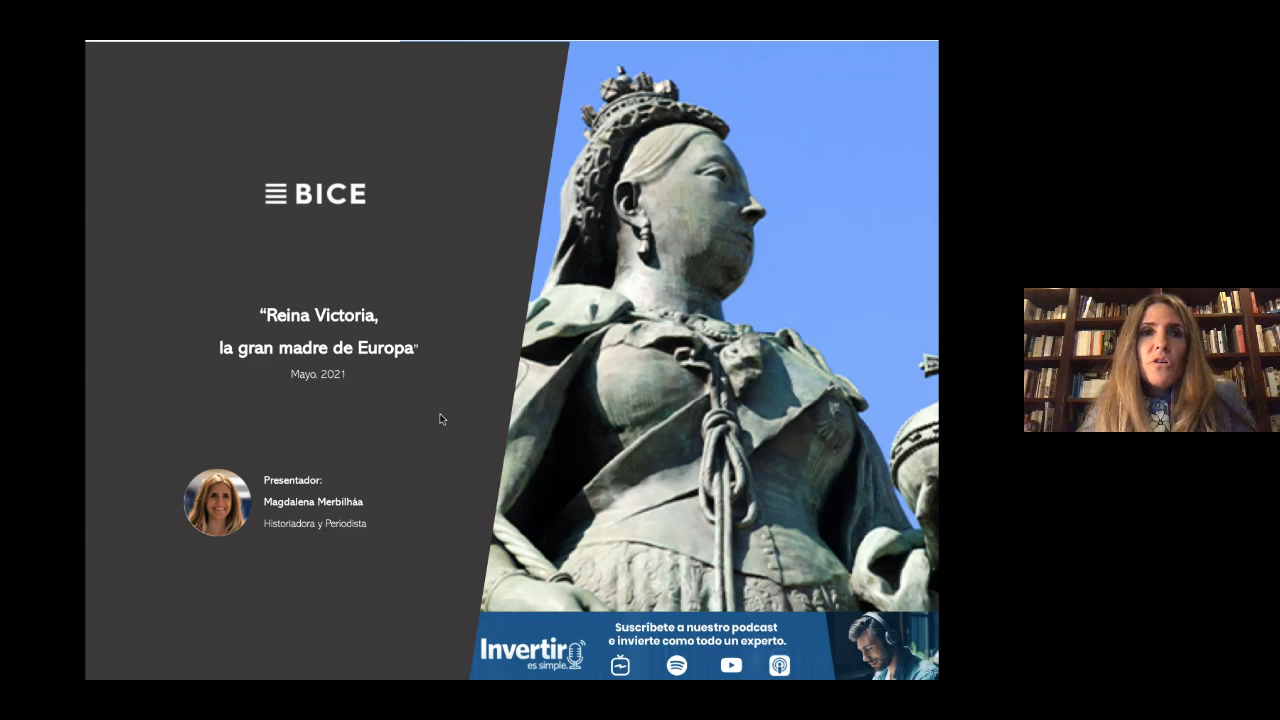 BICE
“Reina Victoria,
la gran madre de Europa"
Mayo, 2021
Presentador:
Magdalena Merbilháa
Historiadora y Periodista
Invertir
es simple.
Suscríbete a nuestro podcast
e invierte como todo un experto.